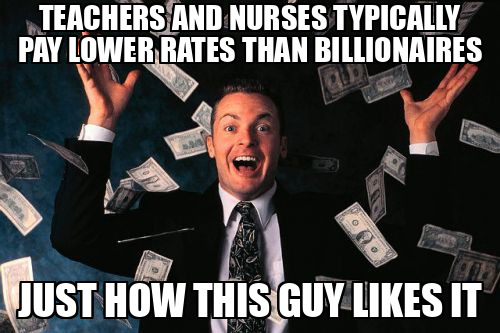 TEACHERS AND NURSES TYPICALLY
PAY LOWER RATES THAN BILLIONAIRES
JUST HOW THIS GUY LIKES IT